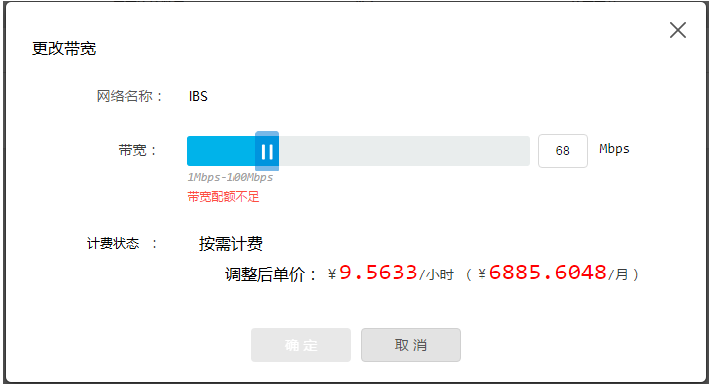 更改带宽
网络名称： IBS
带宽： 68 Mbps
1Mbps-100Mbps
带宽配额不足
计费状态 ： 按需计费
调整后单价：￥9.5633/小时 （￥6885.6048/月）
确 定 取 消